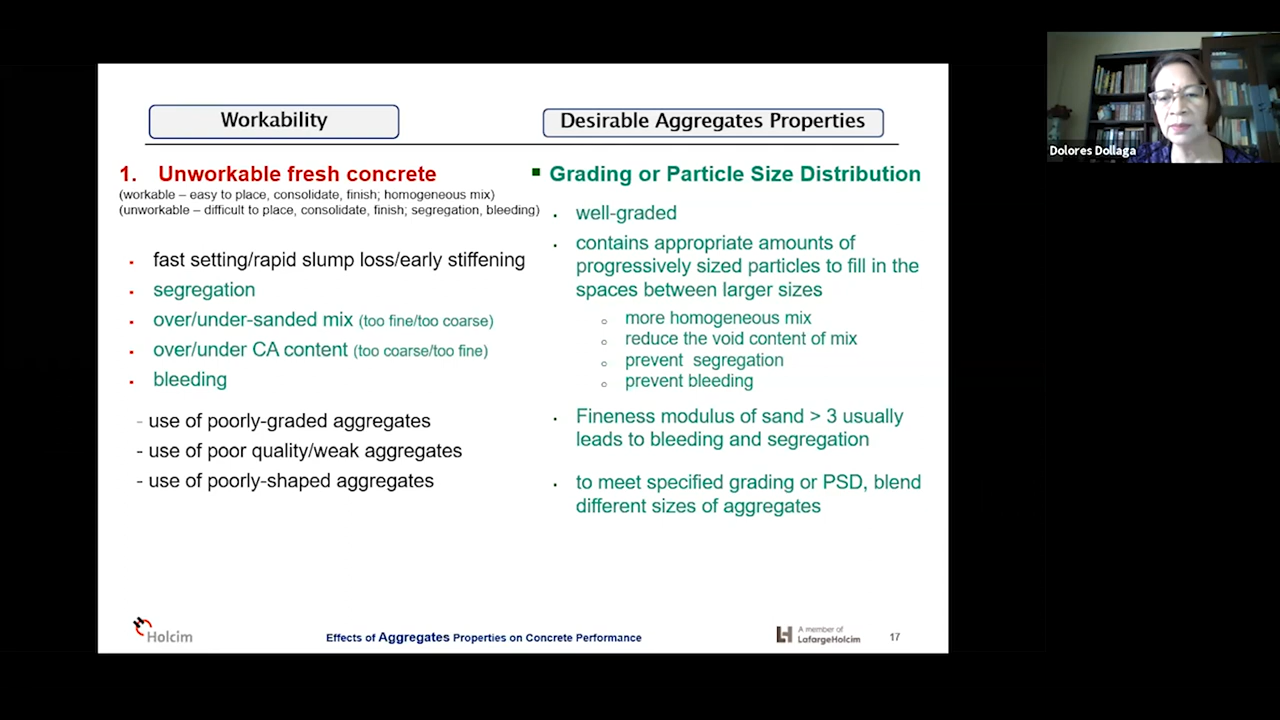 Workability
Desirable Aggregates Properties
1. Unworkable fresh concrete
(workable – easy to place, consolidate, finish; homogeneous mix)
(unworkable – difficult to place, consolidate, finish; segregation, bleeding)
fast setting/rapid slump loss/early stiffening
segregation
over/under-sanded mix (too fine/too coarse)
over/under CA content (too coarse/too fine)
bleeding
- use of poorly-graded aggregates
- use of poor quality/weak aggregates
- use of poorly-shaped aggregates
Grading or Particle Size Distribution
well-graded
contains appropriate amounts of
progressively sized particles to fill in the
spaces between larger sizes
more homogeneous mix
reduce the void content of mix
prevent segregation
prevent bleeding
Fineness modulus of sand > 3 usually
leads to bleeding and segregation
to meet specified grading or PSD, blend
different sizes of aggregates
Holcim
Effects of Aggregates Properties on Concrete Performance
A member of
LafargeHolcim
17
Dolores Dollaga